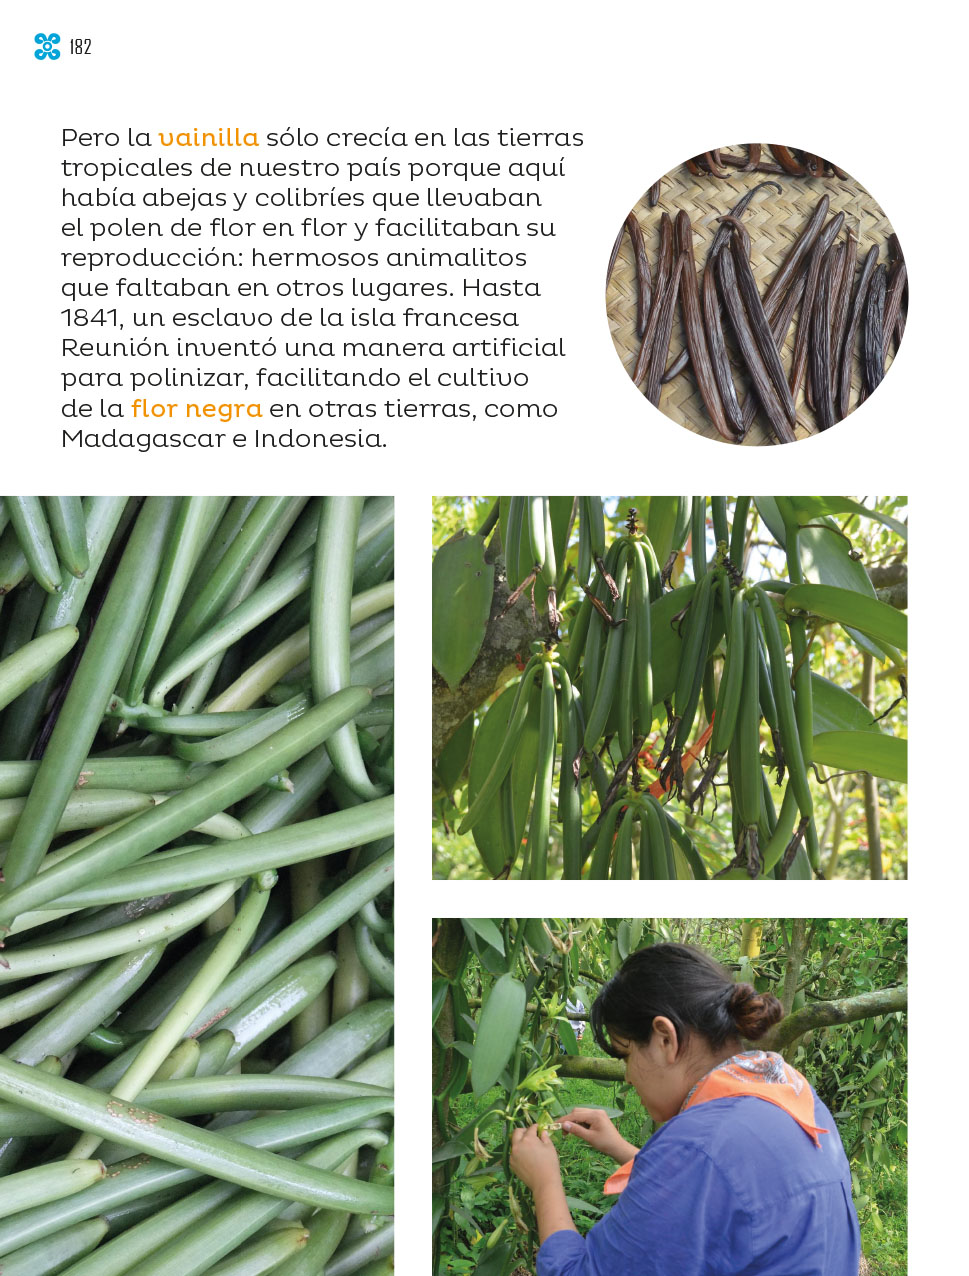 182
Pero la vainilla sólo crecía en las tierras
tropicales de nuestro país porque aquí
había abejas y colibríes que llevaban
el polen de flor en flor y facilitaban su
reproducción: hermosos animalitos
que faltaban en otros lugares. Hasta
1841, un esclavo de la isla francesa
Reunión inventó una manera artificial
para polinizar, facilitando el cultivo
de la flor negra en otras tierras, como
Madagascar e Indonesia.